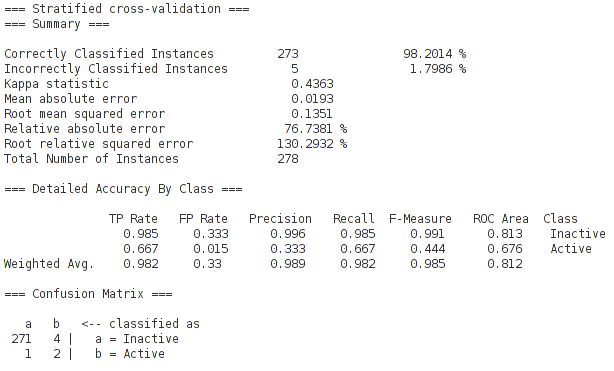 === Stratified cross-validation ===
=== Summary ===
Correctly Classified Instances 273 98.2014 %
Incorrectly Classified Instances 5 1.7986 %
Kappa statistic 0.4363
Mean absolute error 0.0193
Root mean squared error 0.1351
Relative absolute error 76.7381 %
Root relative squared error 130.2932 %
Total Number of Instances 278
=== Detailed Accuracy By Class ===
TP Rate FP Rate Precision Recall F-Measure ROC Area Class
0.985 0.333 0.996 0.985 0.991 0.813 Inactive
0.667 0.015 0.333 0.667 0.444 0.676 Active
Weighted Avg. 0.982 0.33 0.989 0.982 0.985 0.812
=== Confusion Matrix ===
a b <-- classified as
271 4 | a = Inactive
1 2 | b = Active